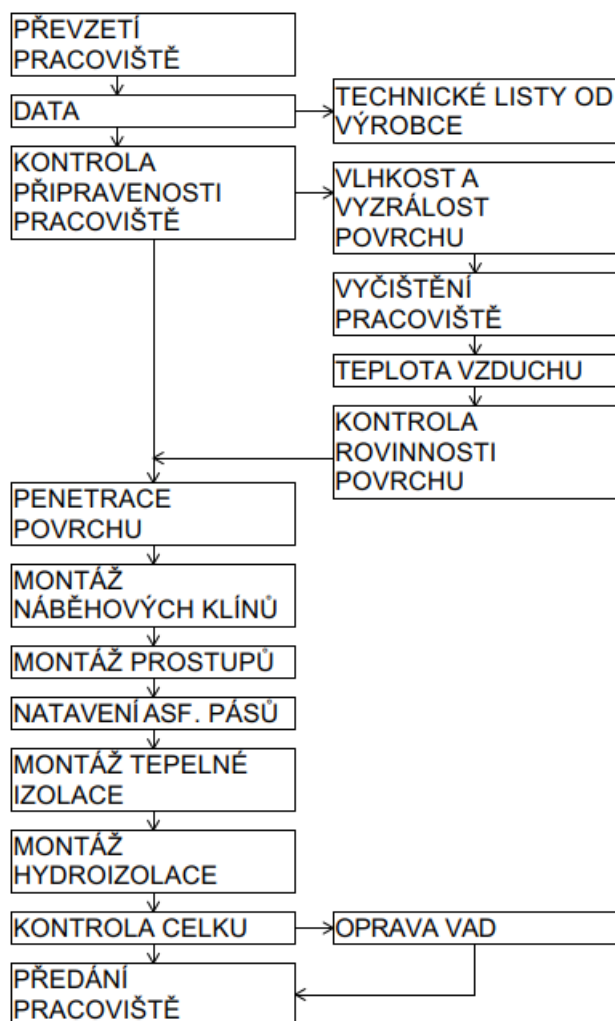 PŘEVZETÍ
PRACOVIŠTĚ
DATA
TECHNICKÉ LISTY OD
VÝROBCE
KONTROLA
PŘIPRAVENOSTI
PRACOVIŠTĚ
VLHKOST A
VYZRÁLOST
POVRCHU
VYČIŠTĚNÍ
PRACOVIŠTĚ
TEPLOTA VZDUCHU
KONTROLA
ROVINNOSTI
POVRCHU
PENETRACE
POVRCHU
MONTÁŽ
NÁBĚHOVÝCH KLÍNŮ
MONTÁŽ PROSTUPŮ
NATAVENÍ ASF. PÁSŮ
MONTÁŽ TEPELNÉ
IZOLACE
MONTÁŽ
HYDROIZOLACE
KONTROLA CELKU
OPRAVA VAD
PŘEDÁNÍ
PRACOVIŠTĚ